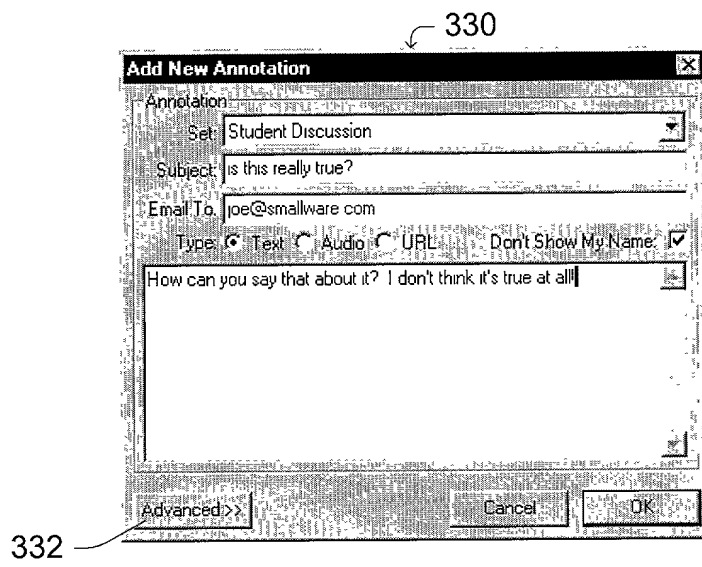 330
Add New Annotation
Annotation
Set: Student Discussion
Subject: is this really true?
Email To: joe@smallware com
Type: Text Audio URL Don't Show My Name:
How can you say that about it? I don't think it's true at all!
Advanced >> Cancel OK
332